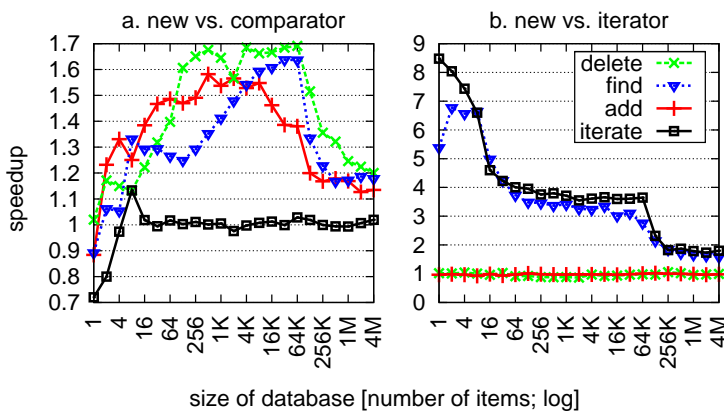 a. new vs. comparator
b. new vs. iterator
1.7
1.6
1.5
1.4
1.3
1.2
1.1
1
0.9
0.8
0.7
speedup
1
4
16
64
256
1K
4K
16K
64K
256K
1M
4M
9
8
7
6
5
4
3
2
1
0
delete
find
add
iterate
1
4
16
64
256
1K
4K
16K
64K
256K
1M
4M
size of database [number of items; log]